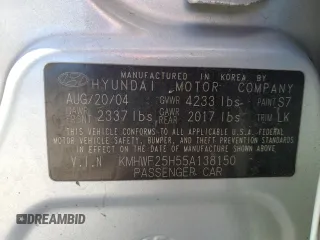 MANUFACTURED IN KOREA BY
HYUNDAI MOTOR COMPANY
AUG/20/04 GVWR 4233 lbs PAINT S7
GAWR FRONT 2337 lbs GAWR REAR 2017 lbs TRIM LK
THIS VEHICLE CONFORMS TO ALL APPLICABLE U.S. FEDERAL
MOTOR VEHICLE SAFETY, BUMPER, AND THEFT PREVENTION
STANDARDS IN EFFECT ON THE DATE OF MANUFACTURE SHOWN ABOVE.
V.I.N KMHWF25H55A138150
PASSENGER CAR
AUTOBIDCAR